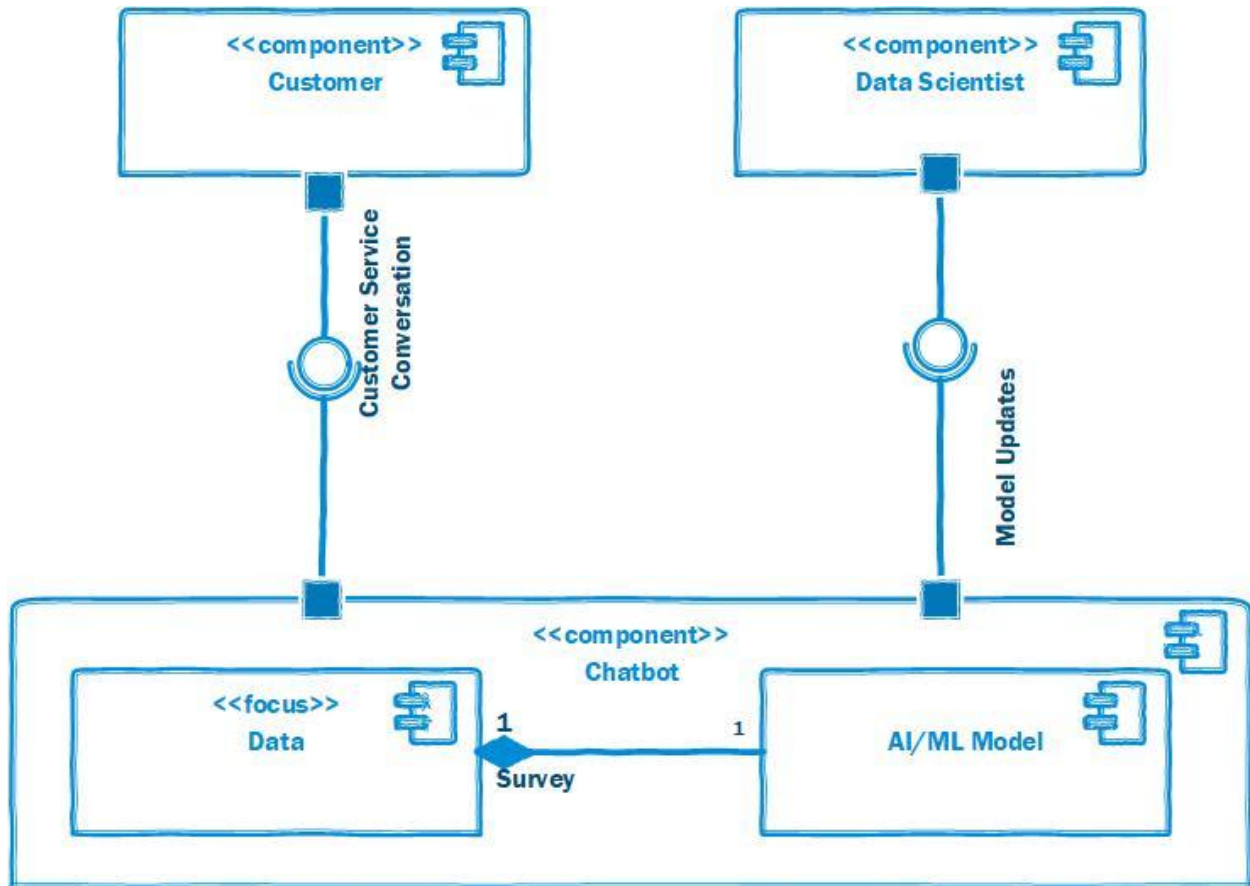 <<component>>
Customer
<<component>>
Data Scientist
Customer Service
Conversation
Model Updates
<<component>>
Chatbot
<<focus>>
Data
1
Survey
1
AI/ML Model